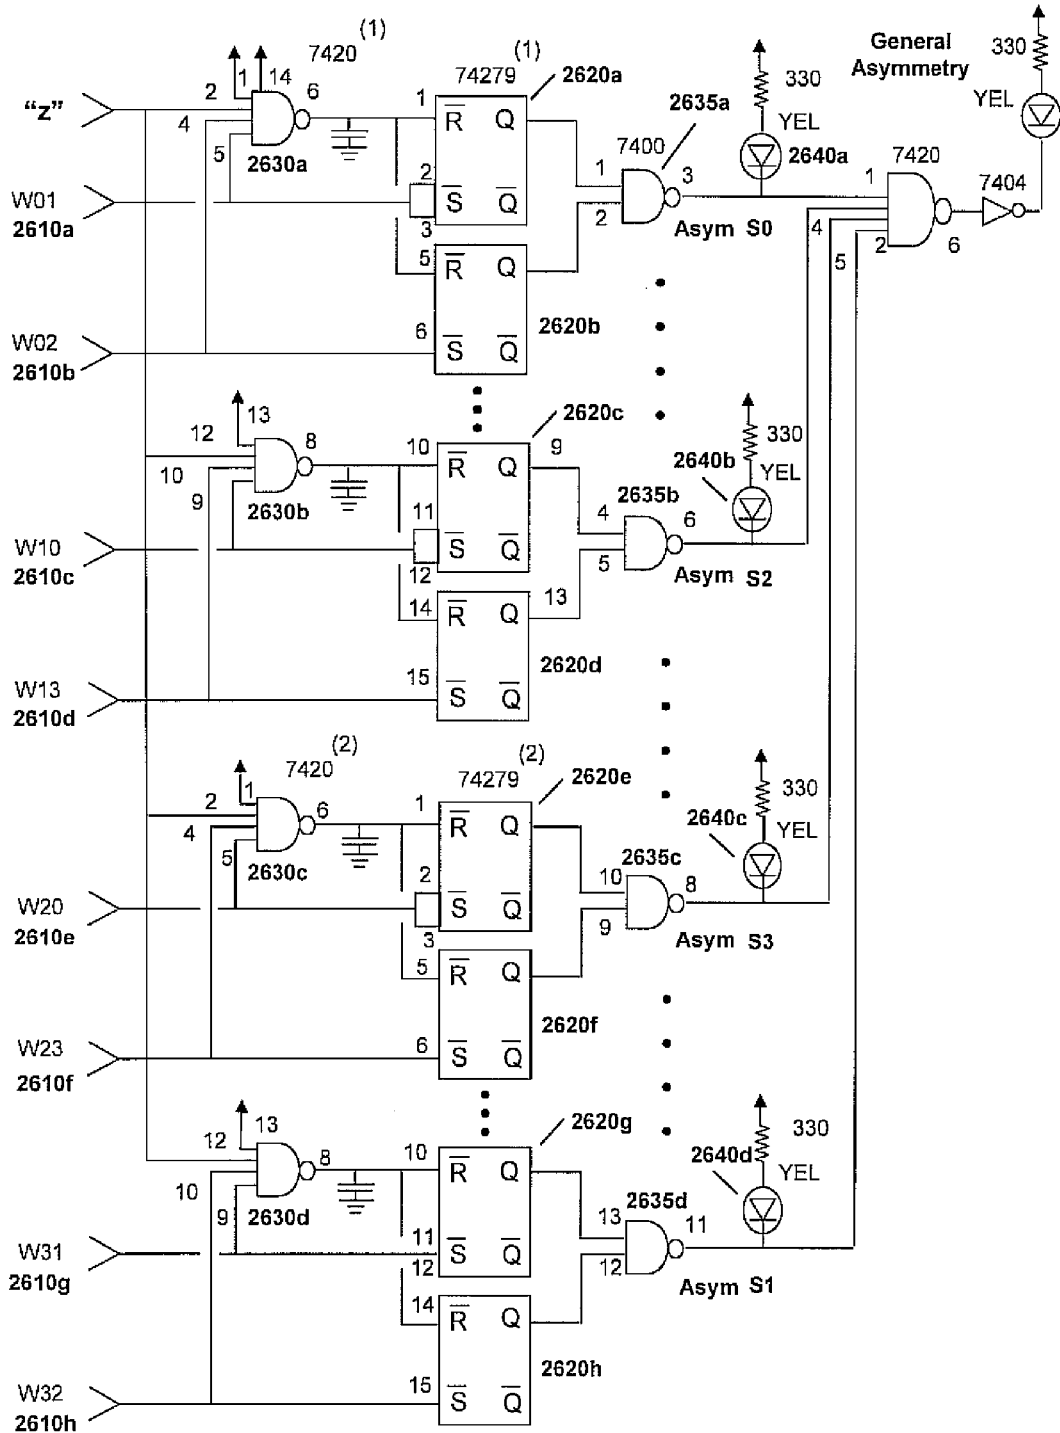 (1)
7420
1
14
2
6
"z"
4
5
2630a
W01
2610a
W02
2610b
(1)
74279
2620a
1
R̅ Q
2
S̅ Q̅
3
5
R̅ Q
2620b
6
S̅ Q̅
7400
2635a
1
3
2
Asym S0
330
YEL
2640a
General
Asymmetry
330
YEL
7420
7404
1
4
2
5
6
13
12
8
10
9
2630b
W10
2610c
W13
2610d
2620c
10
R̅ Q
9
11
S̅ Q̅
12
14
R̅ Q
13
2620d
15
S̅ Q̅
2635b
4
6
5
Asym S2
330
2640b
YEL
(2)
7420
1
2
6
4
5
2630c
W20
2610e
W23
2610f
(2)
74279
2620e
1
R̅ Q
2
S̅ Q̅
3
5
R̅ Q
2620f
6
S̅ Q̅
2635c
10
8
9
Asym S3
330
2640c
YEL
13
12
8
10
9
2630d
W31
2610g
W32
2610h
2620g
10
R̅ Q
11
S̅ Q̅
12
14
R̅ Q
2620h
15
S̅ Q̅
2635d
13
11
12
Asym S1
330
2640d
YEL